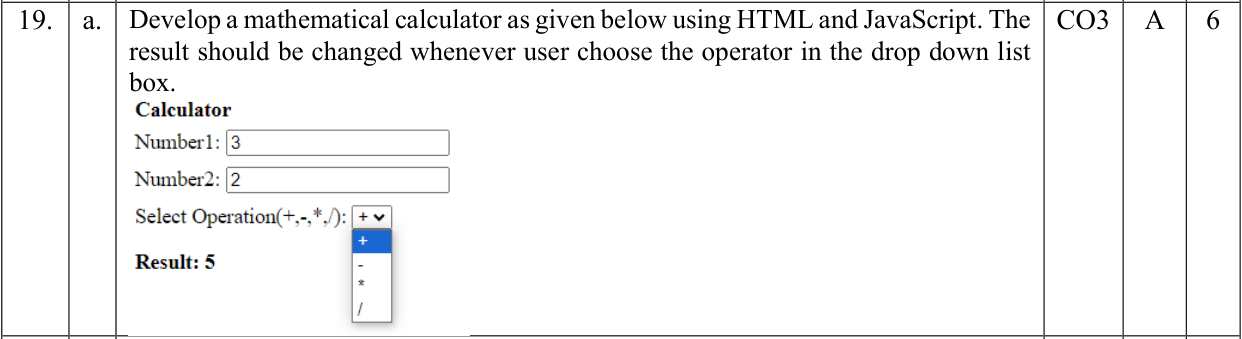 19. a. Develop a mathematical calculator as given below using HTML and JavaScript. The CO3 A 6
result should be changed whenever user choose the operator in the drop down list
box.
Calculator
Number1: 3
Number2: 2
Select Operation(+,-,*,/): +
+
Result: 5
-
*
/